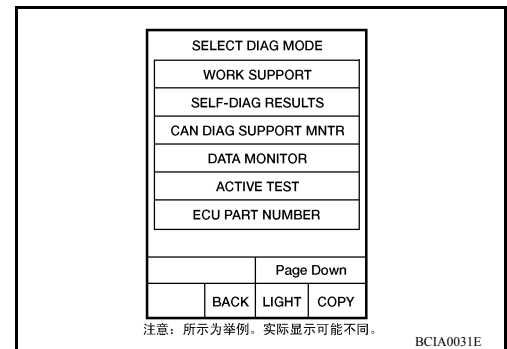 SELECT DIAG MODE
WORK SUPPORT
SELF-DIAG RESULTS
CAN DIAG SUPPORT MNTR
DATA MONITOR
ACTIVE TEST
ECU PART NUMBER
Page Down
BACK LIGHT COPY
注意：所示为举例。实际显示可能不同。
BCIA0031E